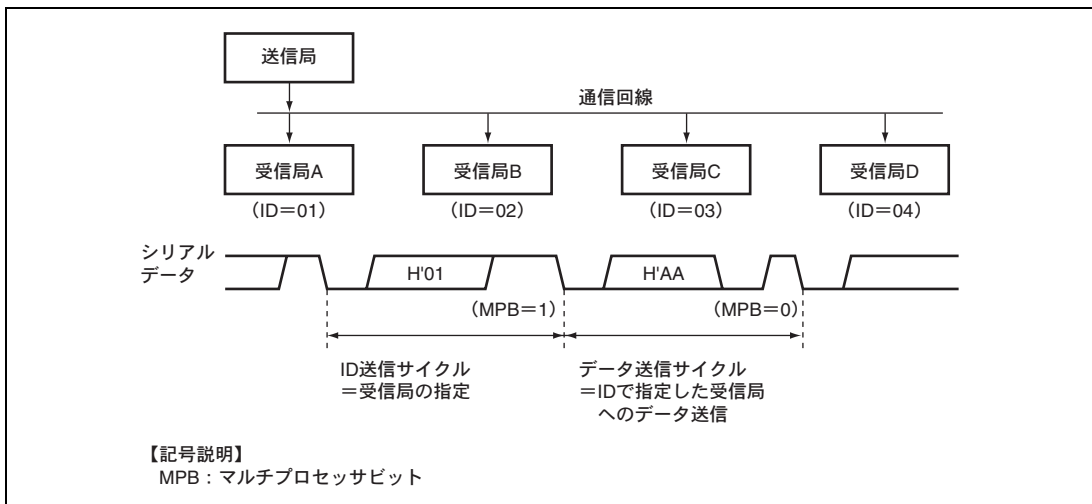 送信局
通信回線
受信局A
受信局B
受信局C
受信局D
（ID＝01）
（ID＝02）
（ID＝03）
（ID＝04）
シリアル
データ
H'01
H'AA
（MPB＝1）
（MPB＝0）
ID送信サイクル
＝受信局の指定
データ送信サイクル
＝IDで指定した受信局
へのデータ送信
【記号説明】
MPB：マルチプロセッサビット